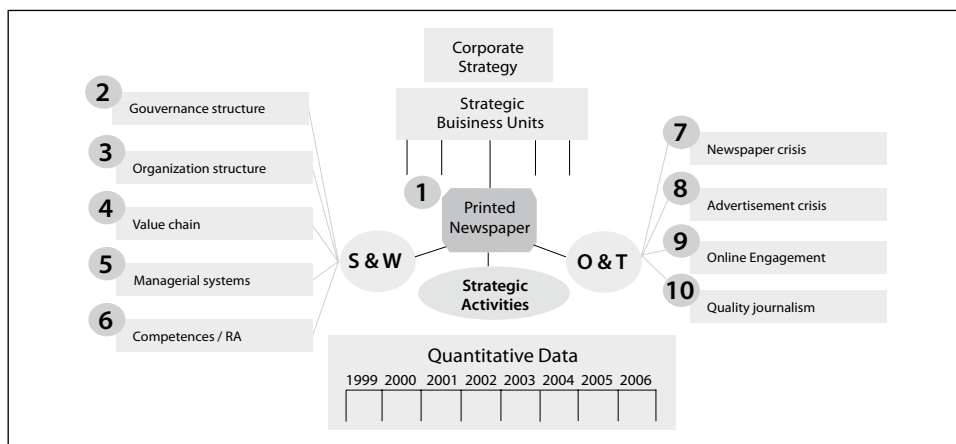 Corporate
Strategy
Strategic
Buisiness Units
1
Printed
Newspaper
Strategic
Activities
S & W
2
Gouvernance structure
3
Organization structure
4
Value chain
5
Managerial systems
6
Competences / RA
O & T
7
Newspaper crisis
8
Advertisement crisis
9
Online Engagement
10
Quality journalism
Quantitative Data
1999 2000 2001 2002 2003 2004 2005 2006